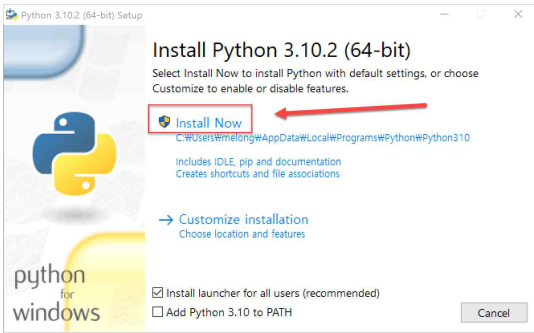 Python 3.10.2 (64-bit) Setup
Install Python 3.10.2 (64-bit)
Select Install Now to install Python with default settings, or choose
Customize to enable or disable features.
Install Now
C:₩Users₩melong₩AppData₩Local₩Programs₩Python₩Python310
Includes IDLE, pip and documentation
Creates shortcuts and file associations
Customize installation
Choose location and features
python
for
windows
Install launcher for all users (recommended)
Add Python 3.10 to PATH
Cancel